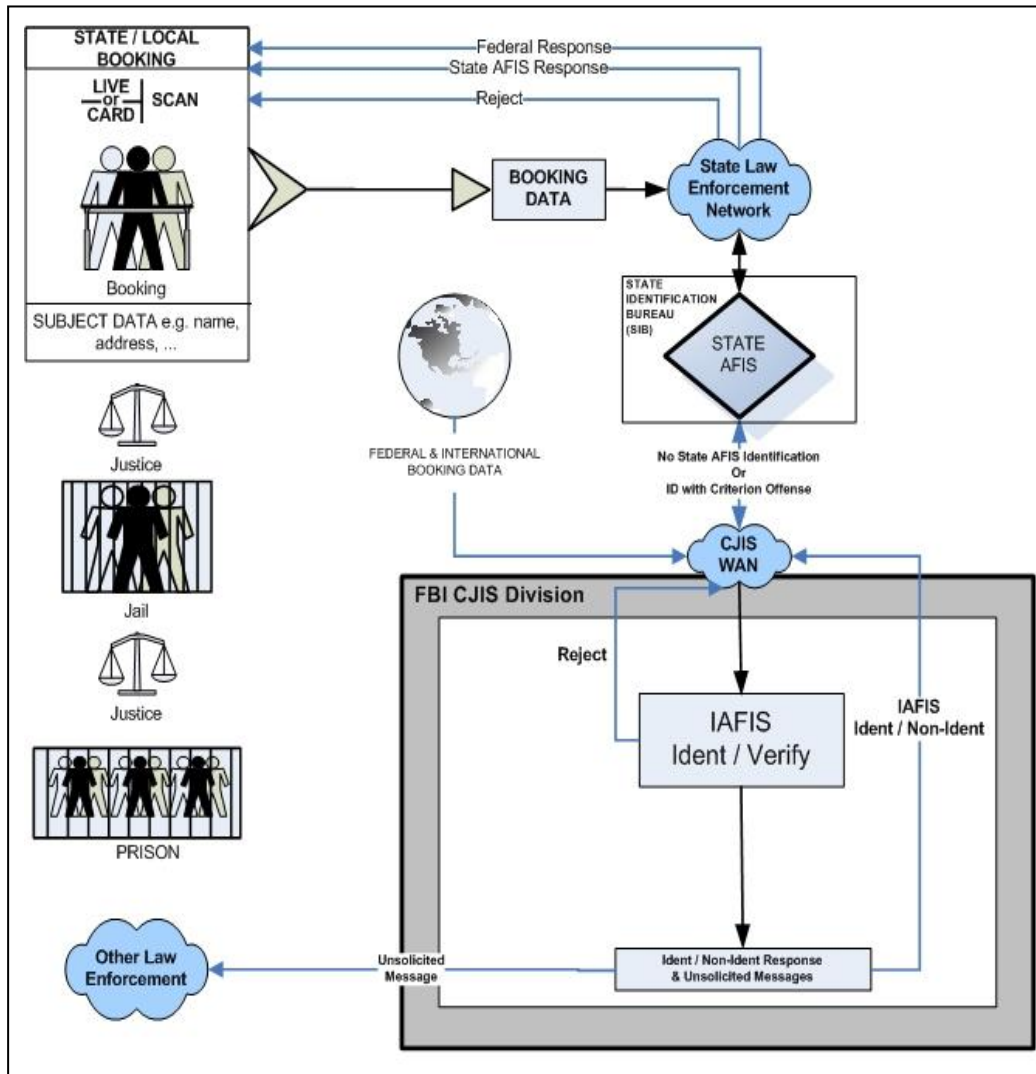 STATE / LOCAL
BOOKING
LIVE
or
CARD
SCAN
Booking
SUBJECT DATA e.g. name,
address, ...
Federal Response
State AFIS Response
Reject
BOOKING
DATA
State Law
Enforcement
Network
STATE
IDENTIFICATION
BUREAU
(SIB)
STATE
AFIS
FEDERAL & INTERNATIONAL
BOOKING DATA
No State AFIS Identification
Or
ID with Criterion Offense
Justice
Jail
Justice
PRISON
CJIS
WAN
FBI CJIS Division
Reject
IAFIS
Ident / Verify
IAFIS
Ident / Non-Ident
Ident / Non-Ident Response
& Unsolicited Messages
Unsolicited
Message
Other Law
Enforcement